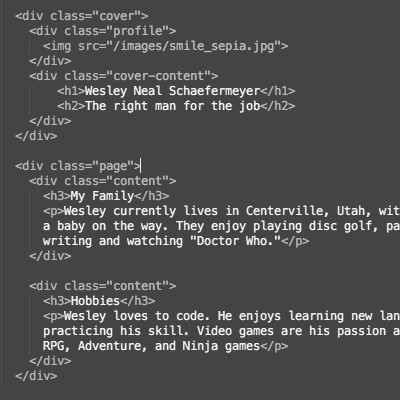 <div class="cover">
<div class="profile">
<img src="/images/smile_sepia.jpg">
</div>
<div class="cover-content">
<h1>Wesley Neal Schaefermeyer</h1>
<h2>The right man for the job</h2>
</div>
</div>
<div class="page">
<div class="content">
<h3>My Family</h3>
<p>Wesley currently lives in Centerville, Utah, wit
a baby on the way. They enjoy playing disc golf, pa
writing and watching "Doctor Who."</p>
</div>
<div class="content">
<h3>Hobbies</h3>
<p>Wesley loves to code. He enjoys learning new lan
practicing his skill. Video games are his passion a
RPG, Adventure, and Ninja games</p>
</div>
</div>